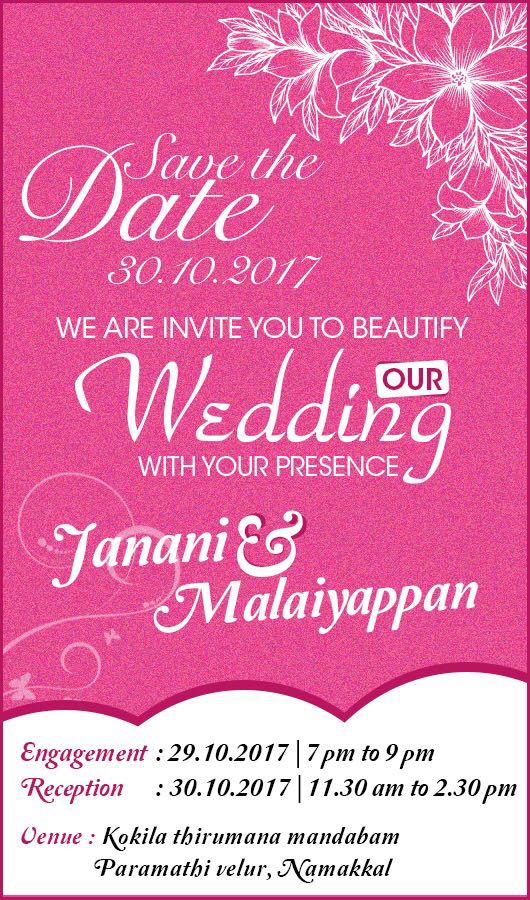 Save the
Date
30.10.2017
WE ARE INVITE YOU TO BEAUTIFY
OUR
Wedding
WITH YOUR PRESENCE
Janani &
Malaiyappan
Engagement : 29.10.2017 | 7 pm to 9 pm
Reception : 30.10.2017 | 11.30 am to 2.30 pm
Venue : Kokila thirumana mandabam
Paramathi velur, Namakkal